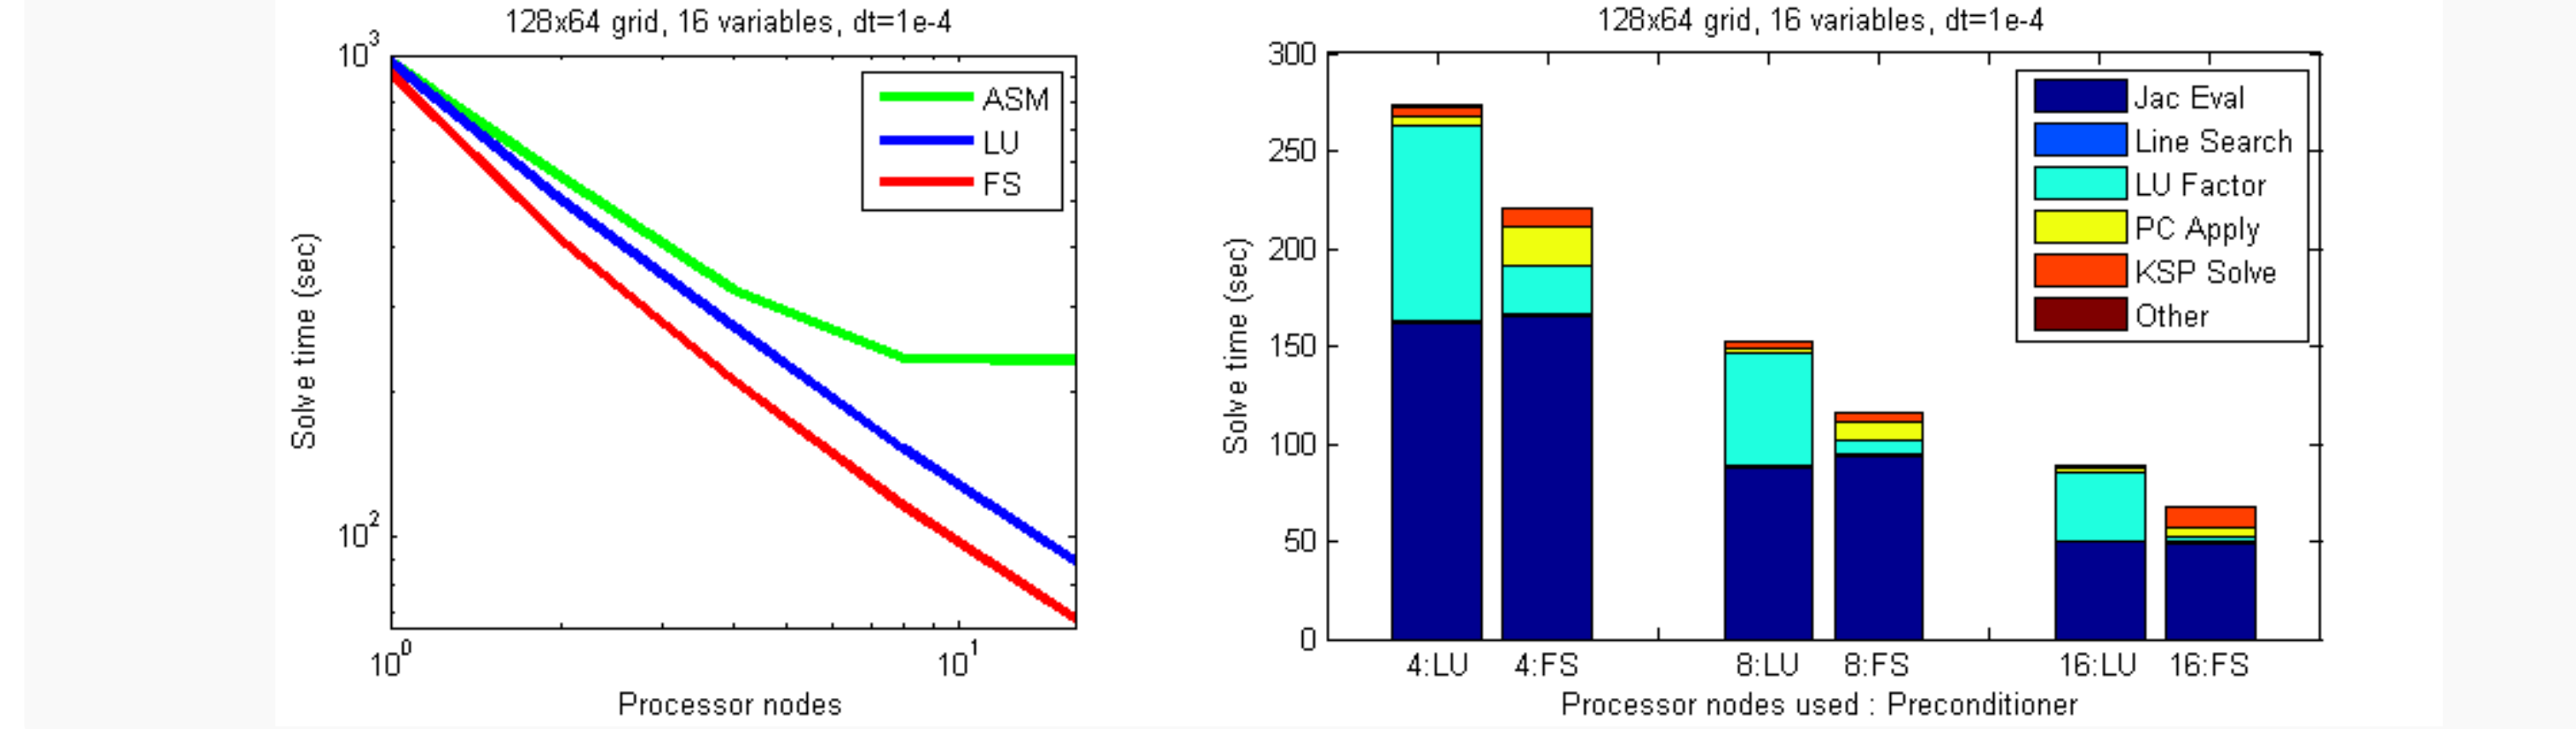 128x64 grid, 16 variables, dt=1e-4
10^3
10^2
Solve time (sec)
ASM
LU
FS
10^0 10^1
Processor nodes
128x64 grid, 16 variables, dt=1e-4
300
250
200
150
100
50
0
Solve time (sec)
Jac Eval
Line Search
LU Factor
PC Apply
KSP Solve
Other
4:LU 4:FS 8:LU 8:FS 16:LU 16:FS
Processor nodes used : Preconditioner